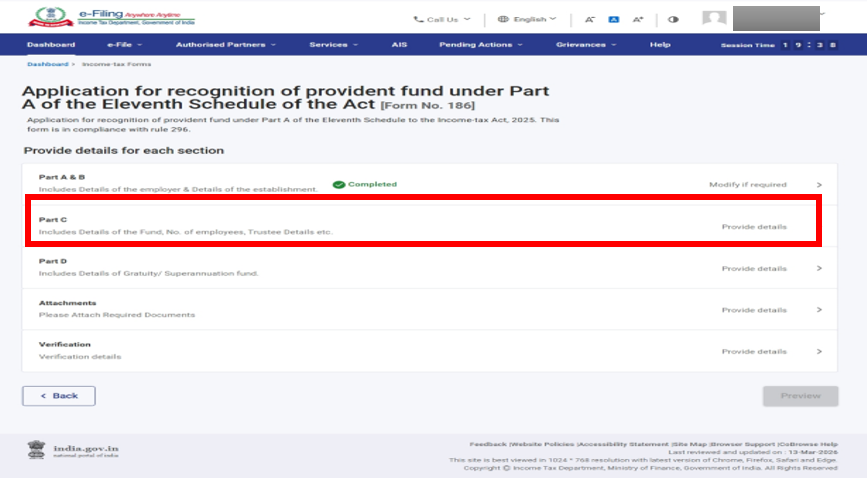 e-Filing Anywhere Anytime
Income Tax Department, Government of India
Call Us
English
A-
A
A+
Dashboard
e-File
Authorised Partners
Services
AIS
Pending Actions
Grievances
Help
Session Time 1 9 : 3 8
Dashboard > Income-tax Forms
Application for recognition of provident fund under Part
A of the Eleventh Schedule of the Act [Form No. 186]
Application for recognition of provident fund under Part A of the Eleventh Schedule to the Income-tax Act, 2025. This
form is in compliance with rule 296.
Provide details for each section
Part A & B
Includes Details of the employer & Details of the establishment.
Completed
Modify if required >
Part C
Includes Details of the Fund, No. of employees, Trustee Details etc.
Provide details
Part D
Includes Details of Gratuity/ Superannuation fund.
Provide details >
Attachments
Please Attach Required Documents
Provide details >
Verification
Verification details
Provide details >
< Back
Preview
india.gov.in
national portal of india
Feedback |Website Policies |Accessibility Statement |Site Map |Browser Support |CoBrowse Help
Last reviewed and updated on : 13-Mar-2026
This site is best viewed in 1024 * 768 resolution with latest version of Chrome, Firefox, Safari and Edge.
Copyright © Income Tax Department, Ministry of Finance, Government of India. All Rights Reserved